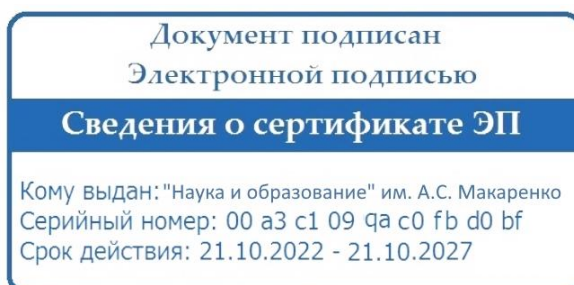 Документ подписан
Электронной подписью
Сведения о сертификате ЭП
Кому выдан: "Наука и образование" им. А.С. Макаренко
Серийный номер: 00 a3 c1 09 qa c0 fb d0 bf
Срок действия: 21.10.2022 - 21.10.2027